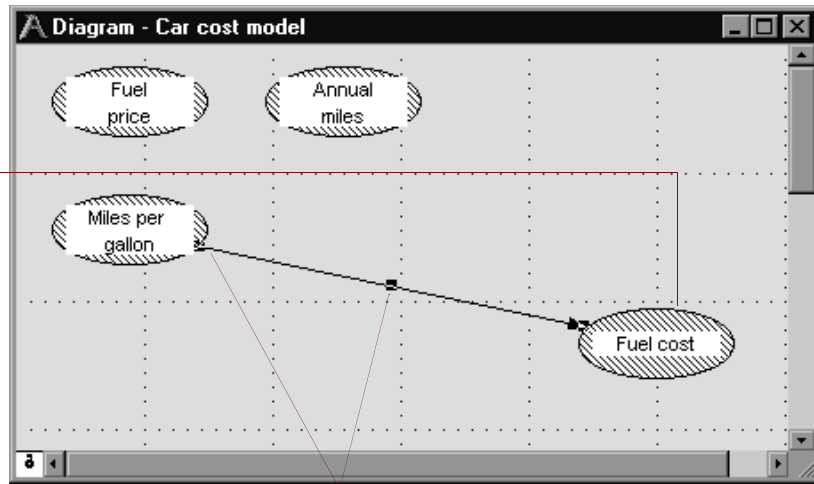 Diagram - Car cost model
Fuel
price
Annual
miles
Miles per
gallon
Fuel cost